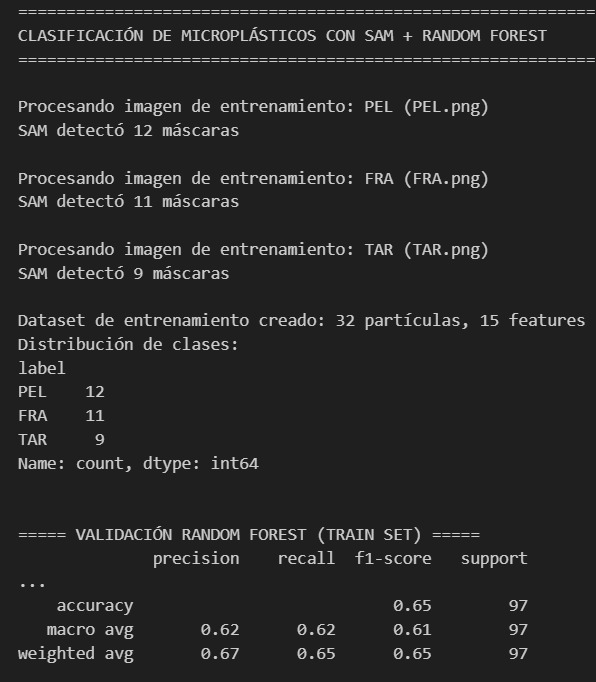 ============================================================
CLASIFICACIÓN DE MICROPLÁSTICOS CON SAM + RANDOM FOREST
============================================================
Procesando imagen de entrenamiento: PEL (PEL.png)
SAM detectó 12 máscaras
Procesando imagen de entrenamiento: FRA (FRA.png)
SAM detectó 11 máscaras
Procesando imagen de entrenamiento: TAR (TAR.png)
SAM detectó 9 máscaras
Dataset de entrenamiento creado: 32 partículas, 15 features
Distribución de clases:
label
PEL    12
FRA    11
TAR     9
Name: count, dtype: int64
===== VALIDACIÓN RANDOM FOREST (TRAIN SET) =====
              precision    recall  f1-score   support
...
    accuracy                           0.65        97
   macro avg       0.62      0.62      0.61        97
weighted avg       0.67      0.65      0.65        97